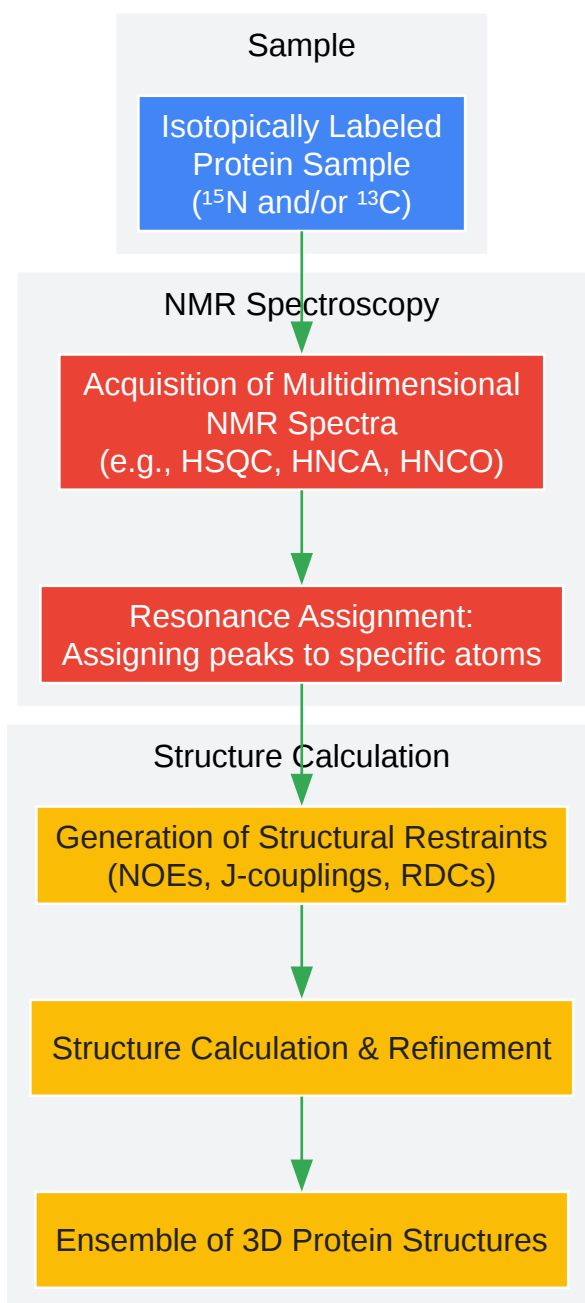 Sample
Isotopically Labeled
Protein Sample
(¹⁵N and/or ¹³C)
NMR Spectroscopy
Acquisition of Multidimensional
NMR Spectra
(e.g., HSQC, HNCA, HNCO)
Resonance Assignment:
Assigning peaks to specific atoms
Structure Calculation
Generation of Structural Restraints
(NOEs, J-couplings, RDCs)
Structure Calculation & Refinement
Ensemble of 3D Protein Structures